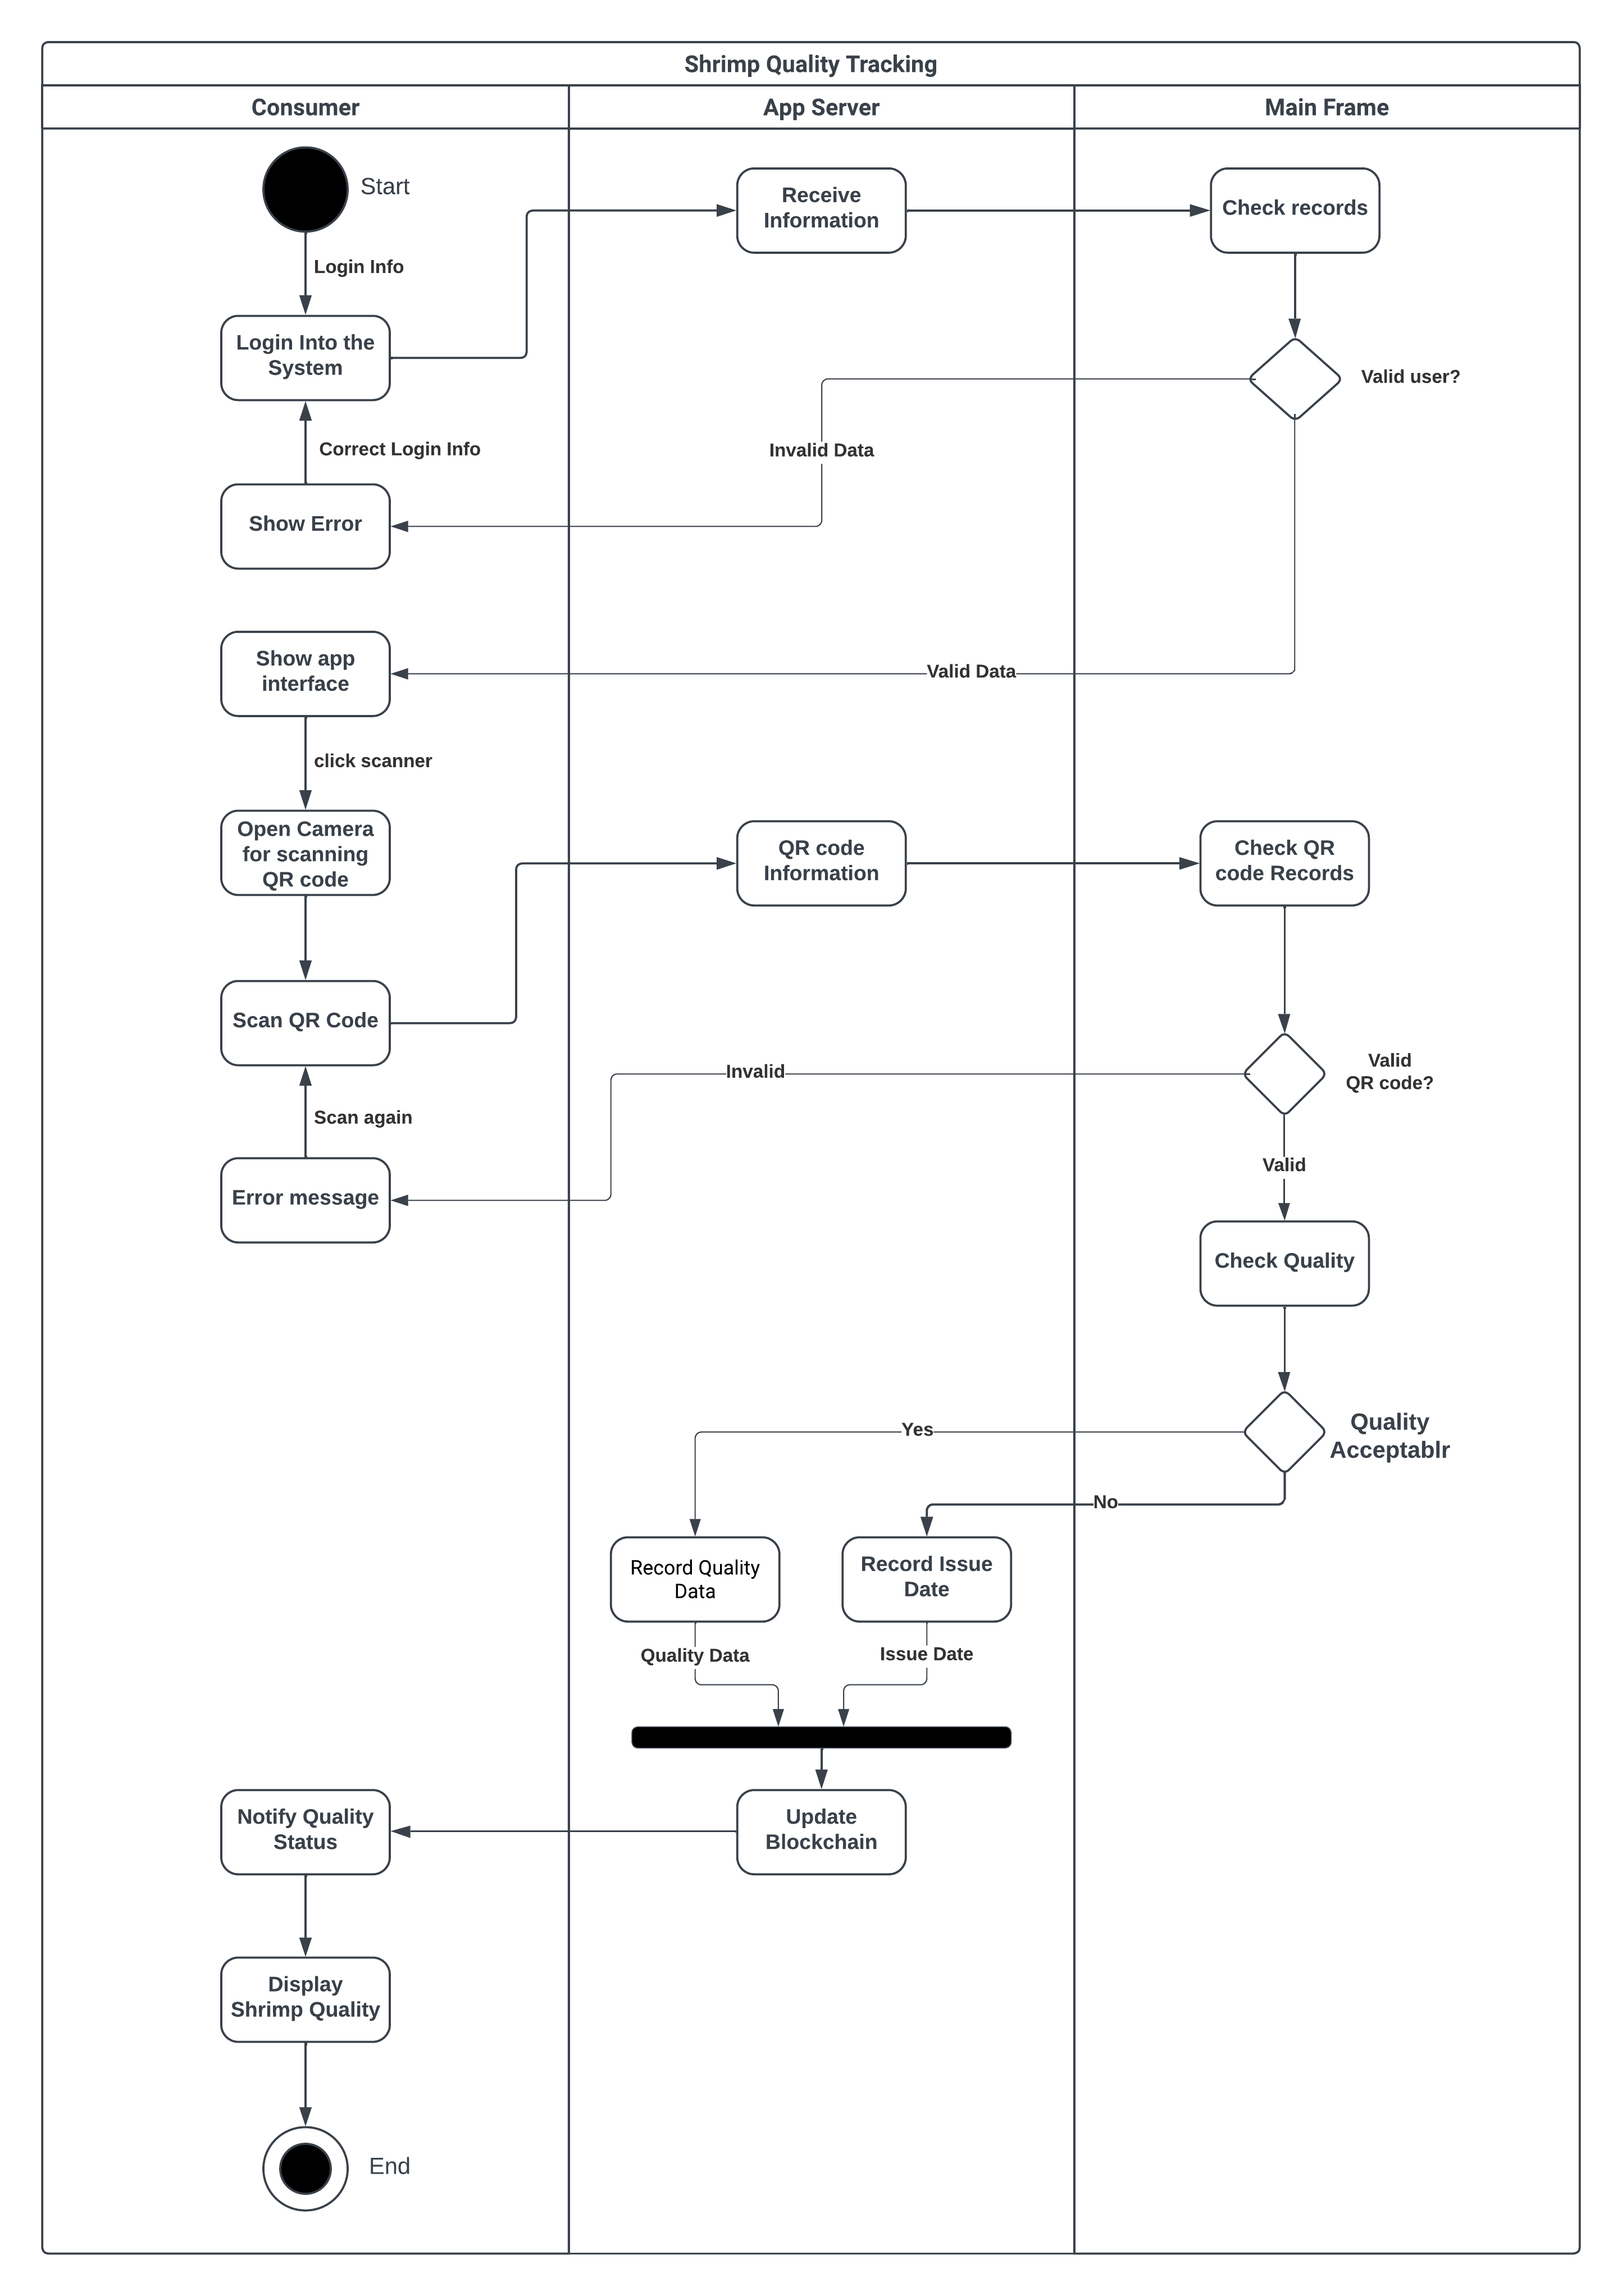 Shrimp Quality Tracking
Consumer
App Server
Main Frame
Start
Receive
Information
Check records
Login Info
Login Into the
System
Valid user?
Correct Login Info
Invalid Data
Show Error
Show app
interface
Valid Data
click scanner
Open Camera
for scanning
QR code
QR code
Information
Check QR
code Records
Scan QR Code
Invalid
Valid
QR code?
Scan again
Valid
Error message
Check Quality
Yes
Quality
Acceptablr
No
Record Quality
Data
Record Issue
Date
Quality Data
Issue Date
Notify Quality
Status
Update
Blockchain
Display
Shrimp Quality
End